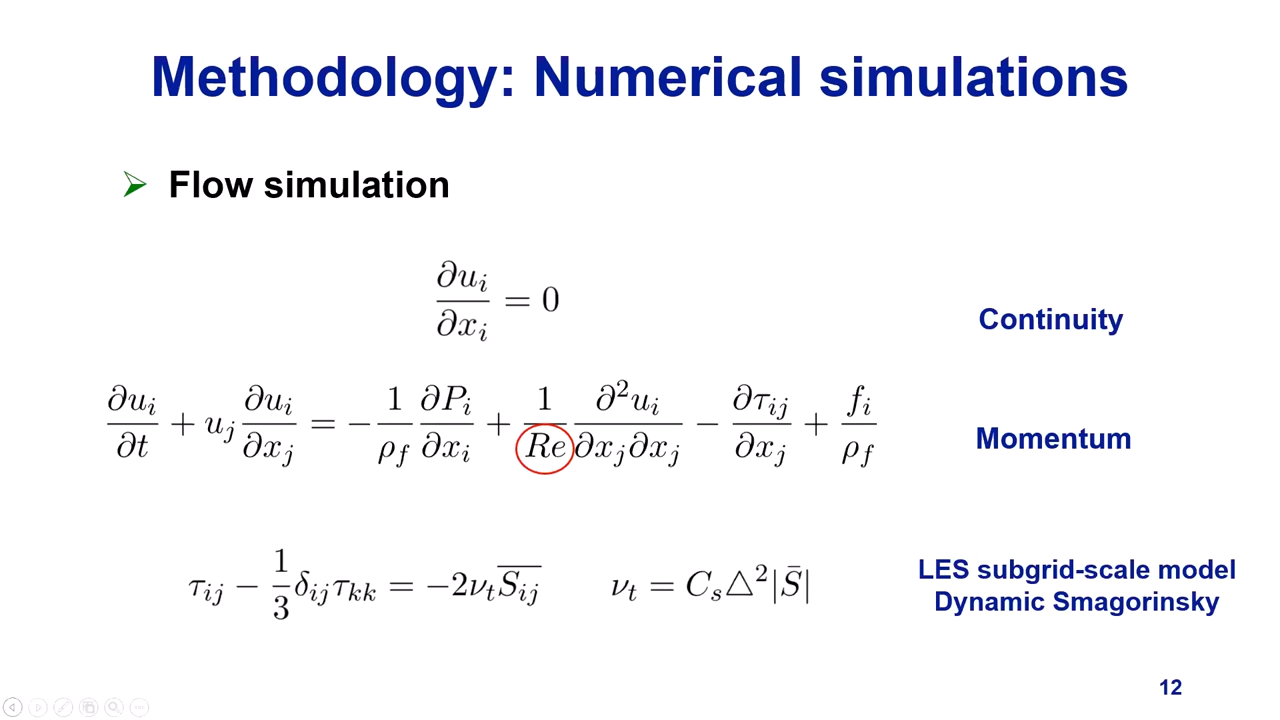 Methodology: Numerical simulations
➢ Flow simulation
∂u_i/∂x_i = 0
Continuity
∂u_i/∂t + u_j ∂u_i/∂x_j = −1/ρ_f ∂P_i/∂x_i + 1/Re ∂²u_i/∂x_j∂x_j − ∂τ_ij/∂x_j + f_i/ρ_f
Momentum
τ_ij − 1/3 δ_ij τ_kk = −2ν_t \overline{S_ij}   ν_t = C_s △²|S̄|
LES subgrid-scale model
Dynamic Smagorinsky
12